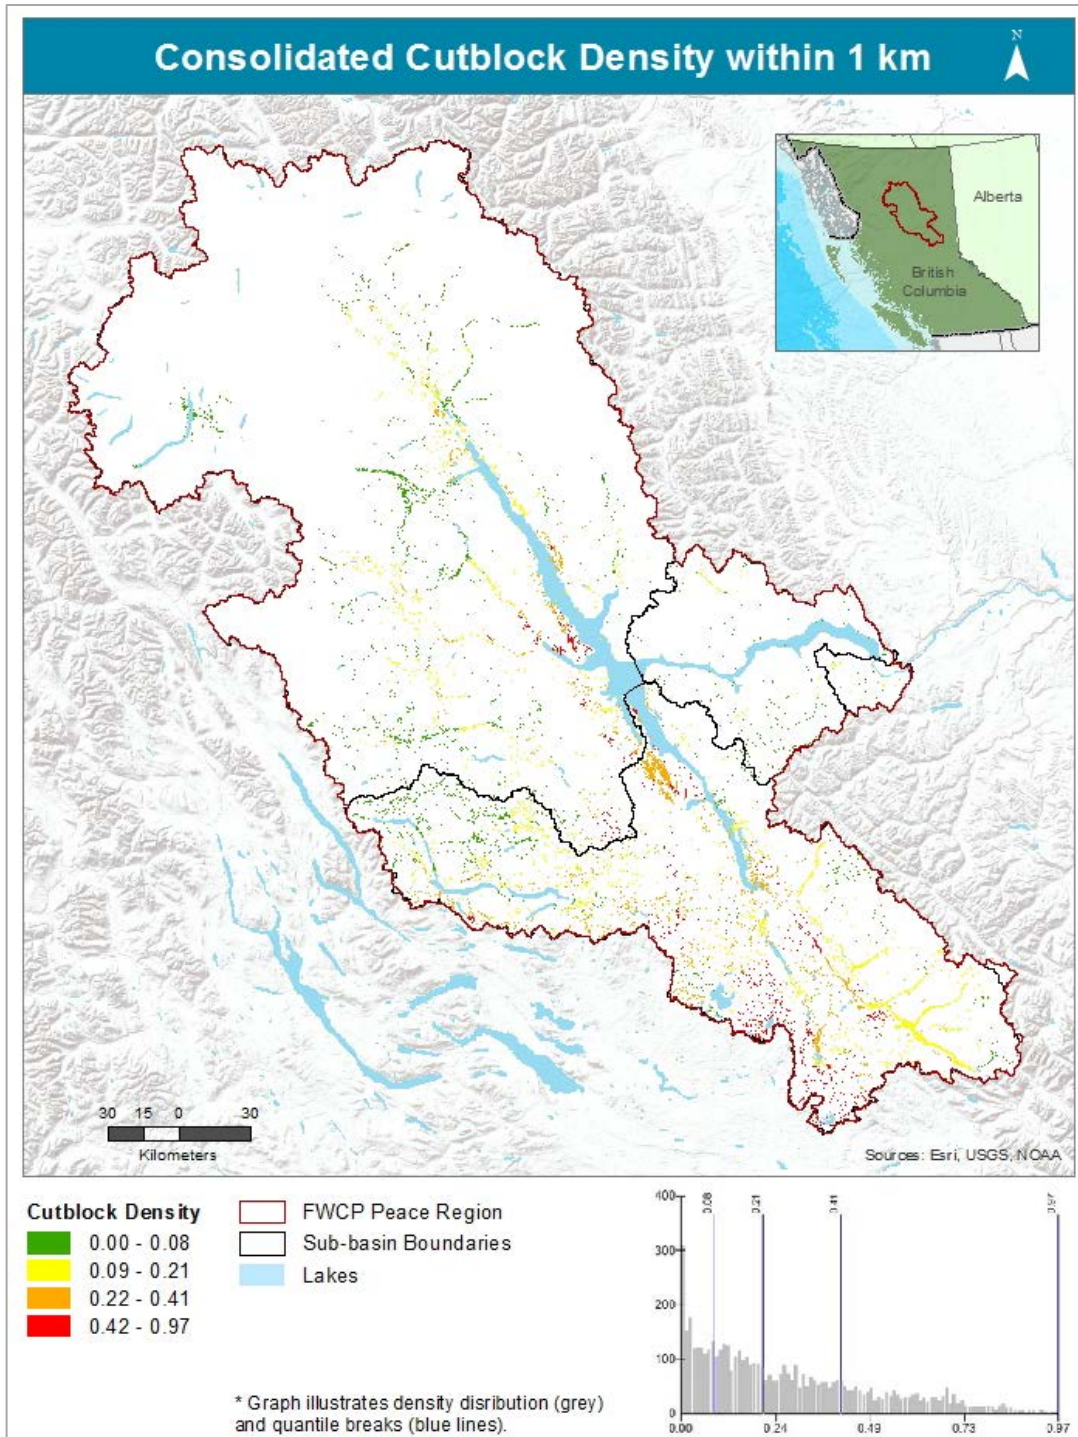 Consolidated Cutblock Density within 1 km
N
Alberta
British
Columbia
30 15 0 30
Kilometers
Sources: Esri, USGS, NOAA
Cutblock Density
0.00 - 0.08
0.09 - 0.21
0.22 - 0.41
0.42 - 0.97
FWCP Peace Region
Sub-basin Boundaries
Lakes
* Graph illustrates density disribution (grey)
and quantile breaks (blue lines).
0.08 0.21 0.41 0.97
400
300
200
100
0
0.00 0.24 0.49 0.73 0.97